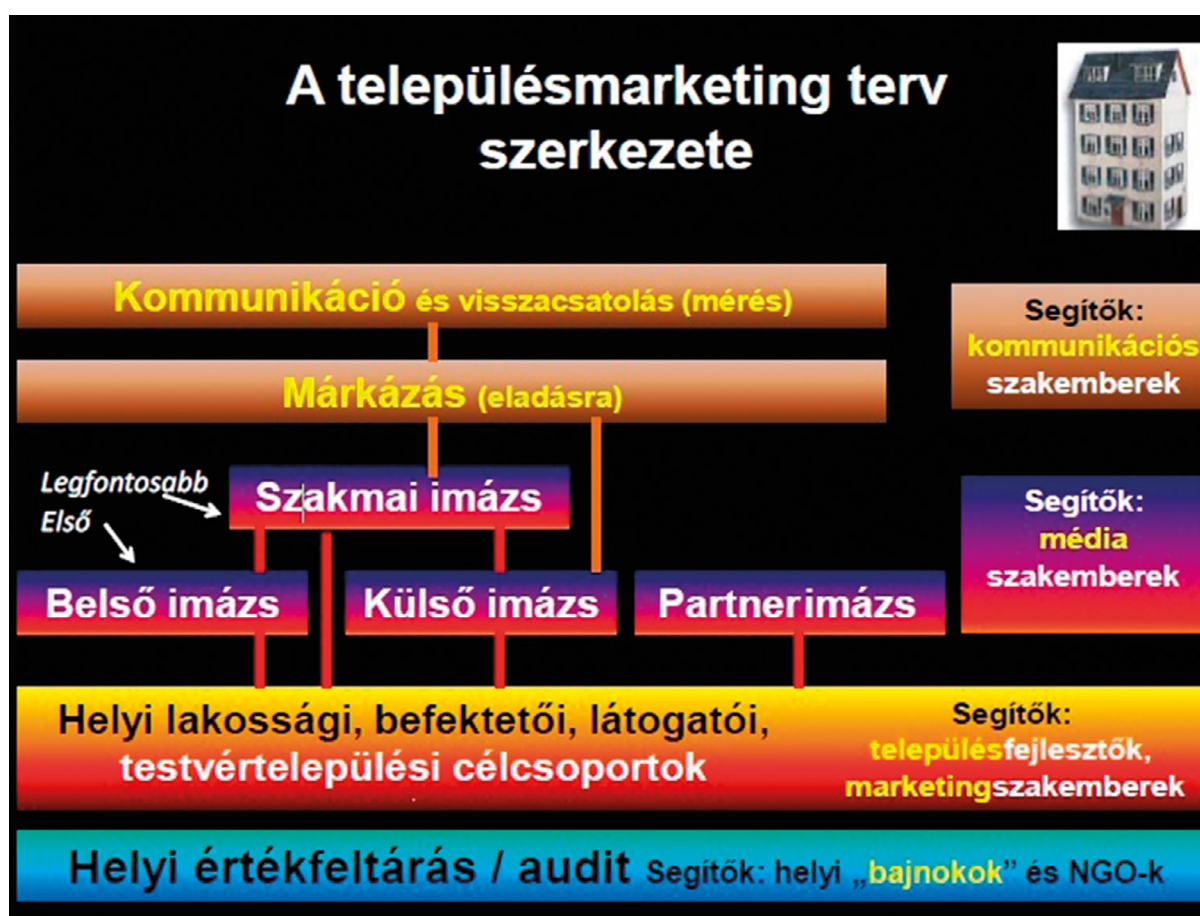 A településmarketing terv
szerkezete
Kommunikáció és visszacsatolás (mérés)
Segítők:
kommunikációs
szakemberek
Márkázás (eladásra)
Legfontosabb
Első
Szakmai imázs
Segítők:
média
szakemberek
Belső imázs
Külső imázs
Partnerimázs
Helyi lakossági, befektetői, látogatói,
testvértelepülési célcsoportok
Segítők:
településfejlesztők,
marketingszakemberek
Helyi értékfeltárás / audit Segítők: helyi „bajnokok” és NGO-k